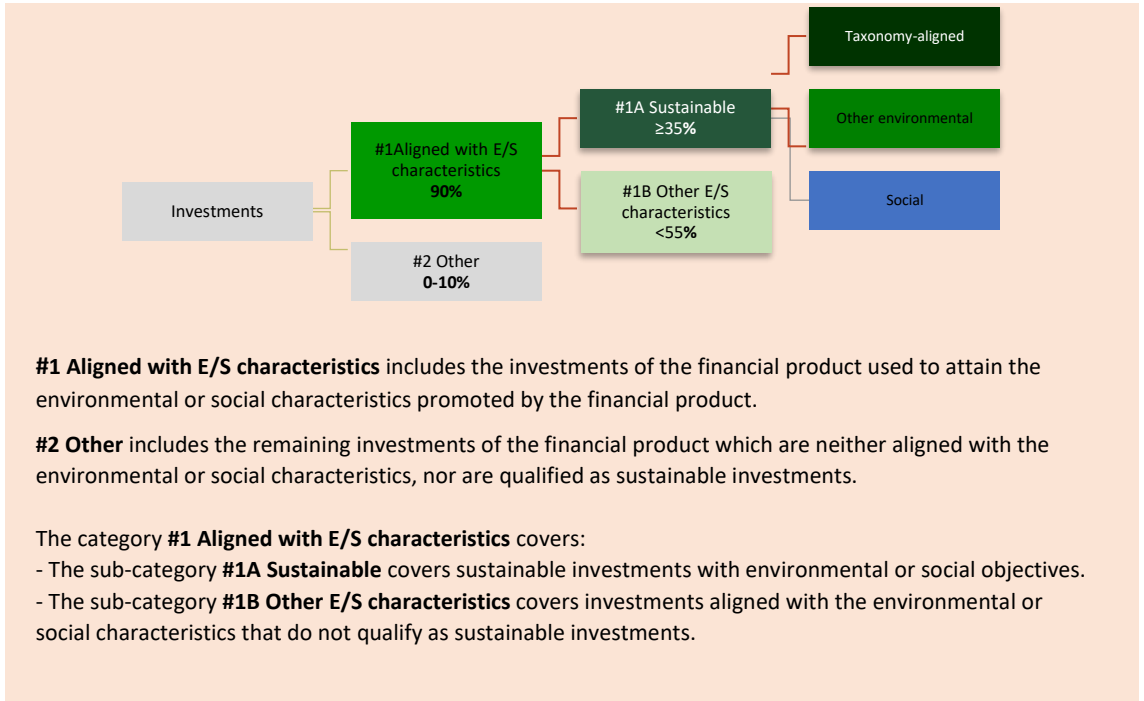 Taxonomy-aligned
#1A Sustainable
≥35%
Other environmental
#1Aligned with E/S
characteristics
90%
#1B Other E/S
characteristics
<55%
Investments
Social
#2 Other
0-10%
#1 Aligned with E/S characteristics includes the investments of the financial product used to attain the
environmental or social characteristics promoted by the financial product.
#2 Other includes the remaining investments of the financial product which are neither aligned with the
environmental or social characteristics, nor are qualified as sustainable investments.
The category #1 Aligned with E/S characteristics covers:
- The sub-category #1A Sustainable covers sustainable investments with environmental or social objectives.
- The sub-category #1B Other E/S characteristics covers investments aligned with the environmental or
social characteristics that do not qualify as sustainable investments.